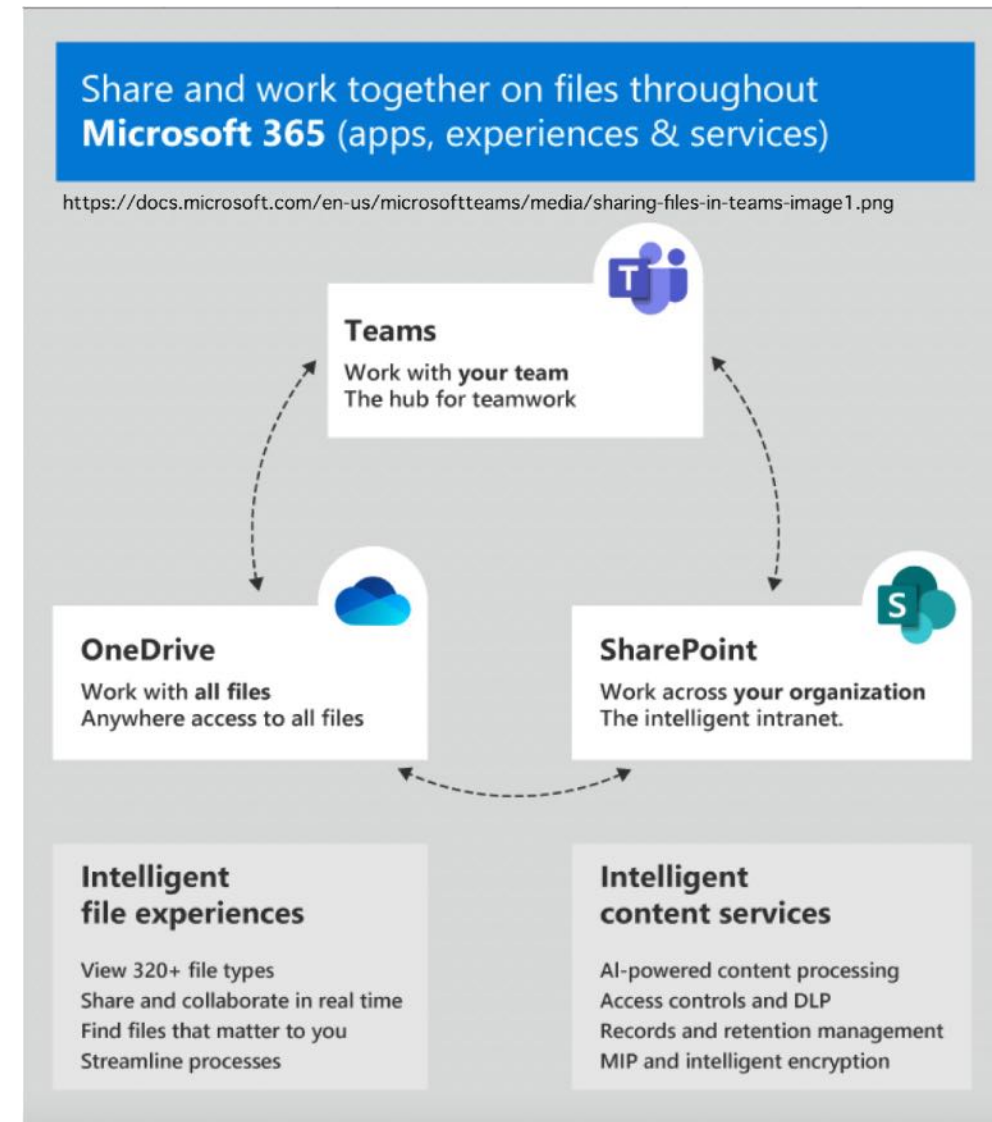 Share and work together on files throughout
Microsoft 365 (apps, experiences & services)
https://docs.microsoft.com/en-us/microsoftteams/media/sharing-files-in-teams-image1.png
T
Teams
Work with your team
The hub for teamwork
OneDrive
Work with all files
Anywhere access to all files
S
SharePoint
Work across your organization
The intelligent intranet.
Intelligent
file experiences
View 320+ file types
Share and collaborate in real time
Find files that matter to you
Streamline processes
Intelligent
content services
AI-powered content processing
Access controls and DLP
Records and retention management
MIP and intelligent encryption